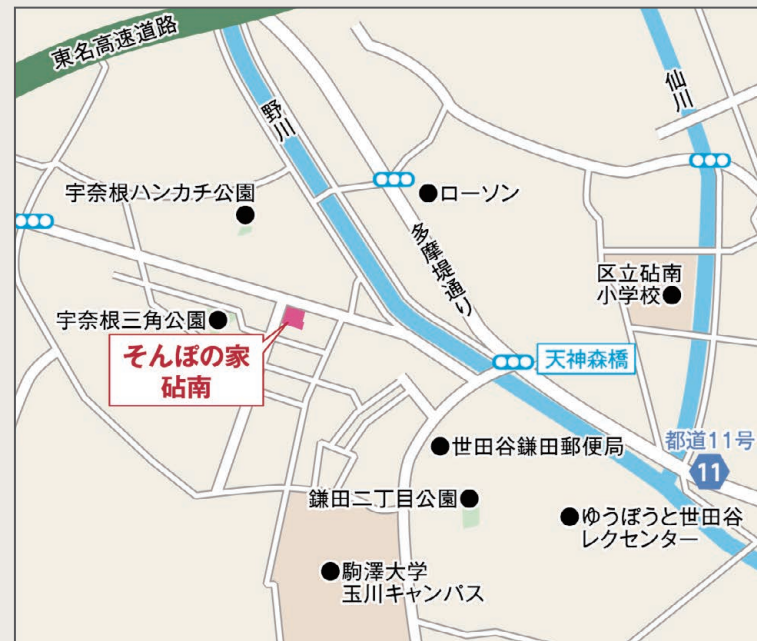 東名高速道路
野川
仙川
宇奈根ハンカチ公園
ローソン
多摩堤通り
区立砧南
小学校
宇奈根三角公園
そんぽの家
砧南
天神森橋
世田谷鎌田郵便局
都道11号
11
鎌田二丁目公園
ゆうぽうと世田谷
レクセンター
駒澤大学
玉川キャンパス